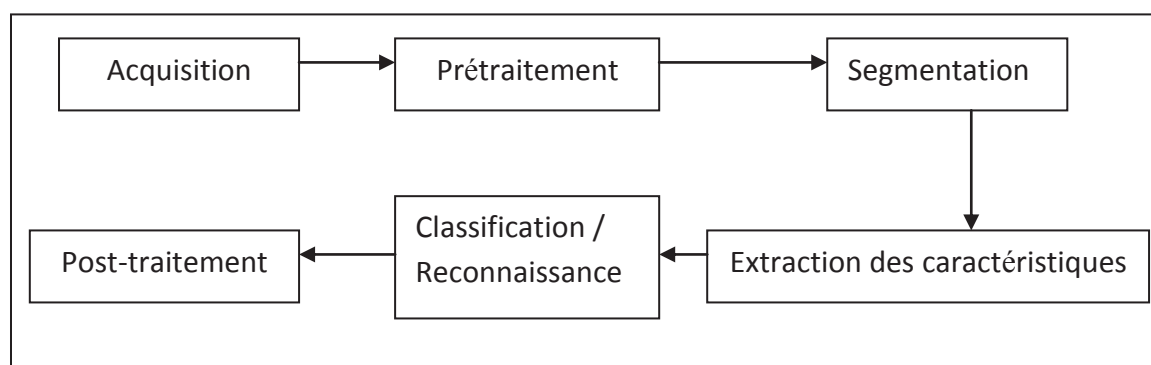 Acquisition
Prétraitement
Segmentation
Classification /
Reconnaissance
Post-traitement
Extraction des caractéristiques